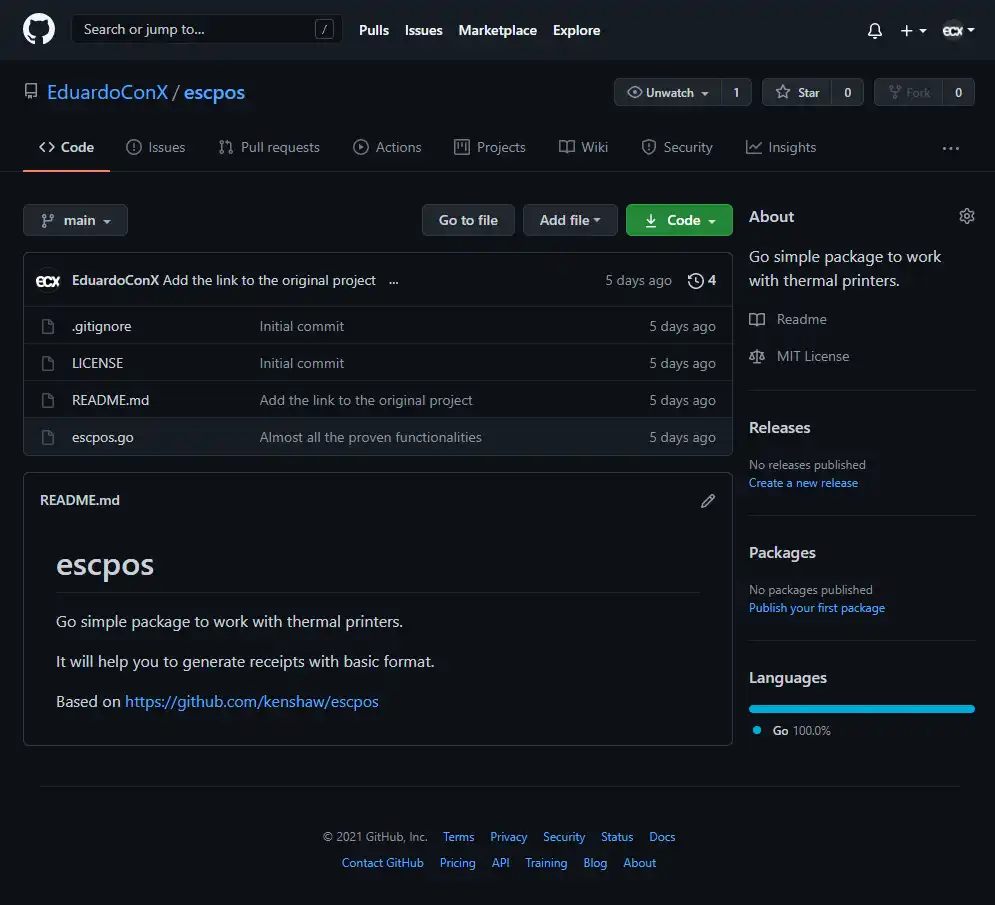 Search or jump to... / Pulls Issues Marketplace Explore ECX
EduardoConX / escpos Unwatch 1 Star 0 Fork 0
Code Issues Pull requests Actions Projects Wiki Security Insights ...
main Go to file Add file Code
EduardoConX Add the link to the original project ... 5 days ago 4
.gitignore Initial commit 5 days ago
LICENSE Initial commit 5 days ago
README.md Add the link to the original project 5 days ago
escpos.go Almost all the proven functionalities 5 days ago
README.md
escpos
Go simple package to work with thermal printers.
It will help you to generate receipts with basic format.
Based on https://github.com/kenshaw/escpos
About
Go simple package to work
with thermal printers.
Readme
MIT License
Releases
No releases published
Create a new release
Packages
No packages published
Publish your first package
Languages
Go 100.0%
© 2021 GitHub, Inc. Terms Privacy Security Status Docs
Contact GitHub Pricing API Training Blog About